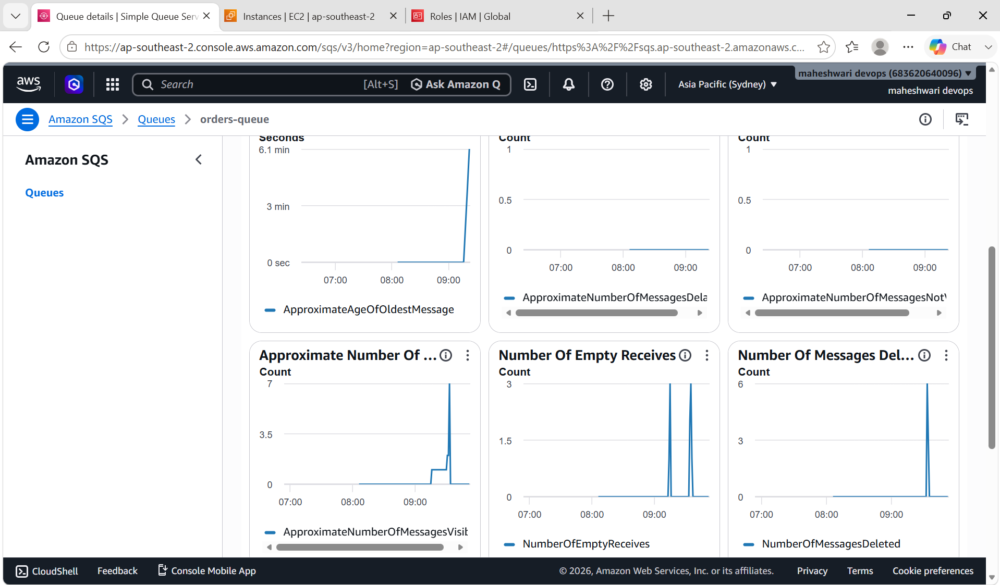 Queue details | Simple Queue Serv
Instances | EC2 | ap-southeast-2
Roles | IAM | Global
https://ap-southeast-2.console.aws.amazon.com/sqs/v3/home?region=ap-southeast-2#/queues/https%3A%2F%2Fsqs.ap-southeast-2.amazonaws.c...
Chat
aws
Search
[Alt+S]
Ask Amazon Q
Asia Pacific (Sydney)
maheshwari devops (683620640096)
maheshwari devops
Amazon SQS
Queues
orders-queue
Amazon SQS
Queues
Seconds
6.1 min
3 min
0 sec
07:00
08:00
09:00
ApproximateAgeOfOldestMessage
Count
1
0.5
0
07:00
08:00
09:00
ApproximateNumberOfMessagesDela
Count
1
0.5
0
07:00
08:00
09:00
ApproximateNumberOfMessagesNotV
Approximate Number Of ...
Count
7
3.5
0
07:00
08:00
09:00
ApproximateNumberOfMessagesVisib
Number Of Empty Receives
Count
3
1.5
0
07:00
08:00
09:00
NumberOfEmptyReceives
Number Of Messages Del...
Count
6
3
0
07:00
08:00
09:00
NumberOfMessagesDeleted
CloudShell
Feedback
Console Mobile App
© 2026, Amazon Web Services, Inc. or its affiliates.
Privacy
Terms
Cookie preferences